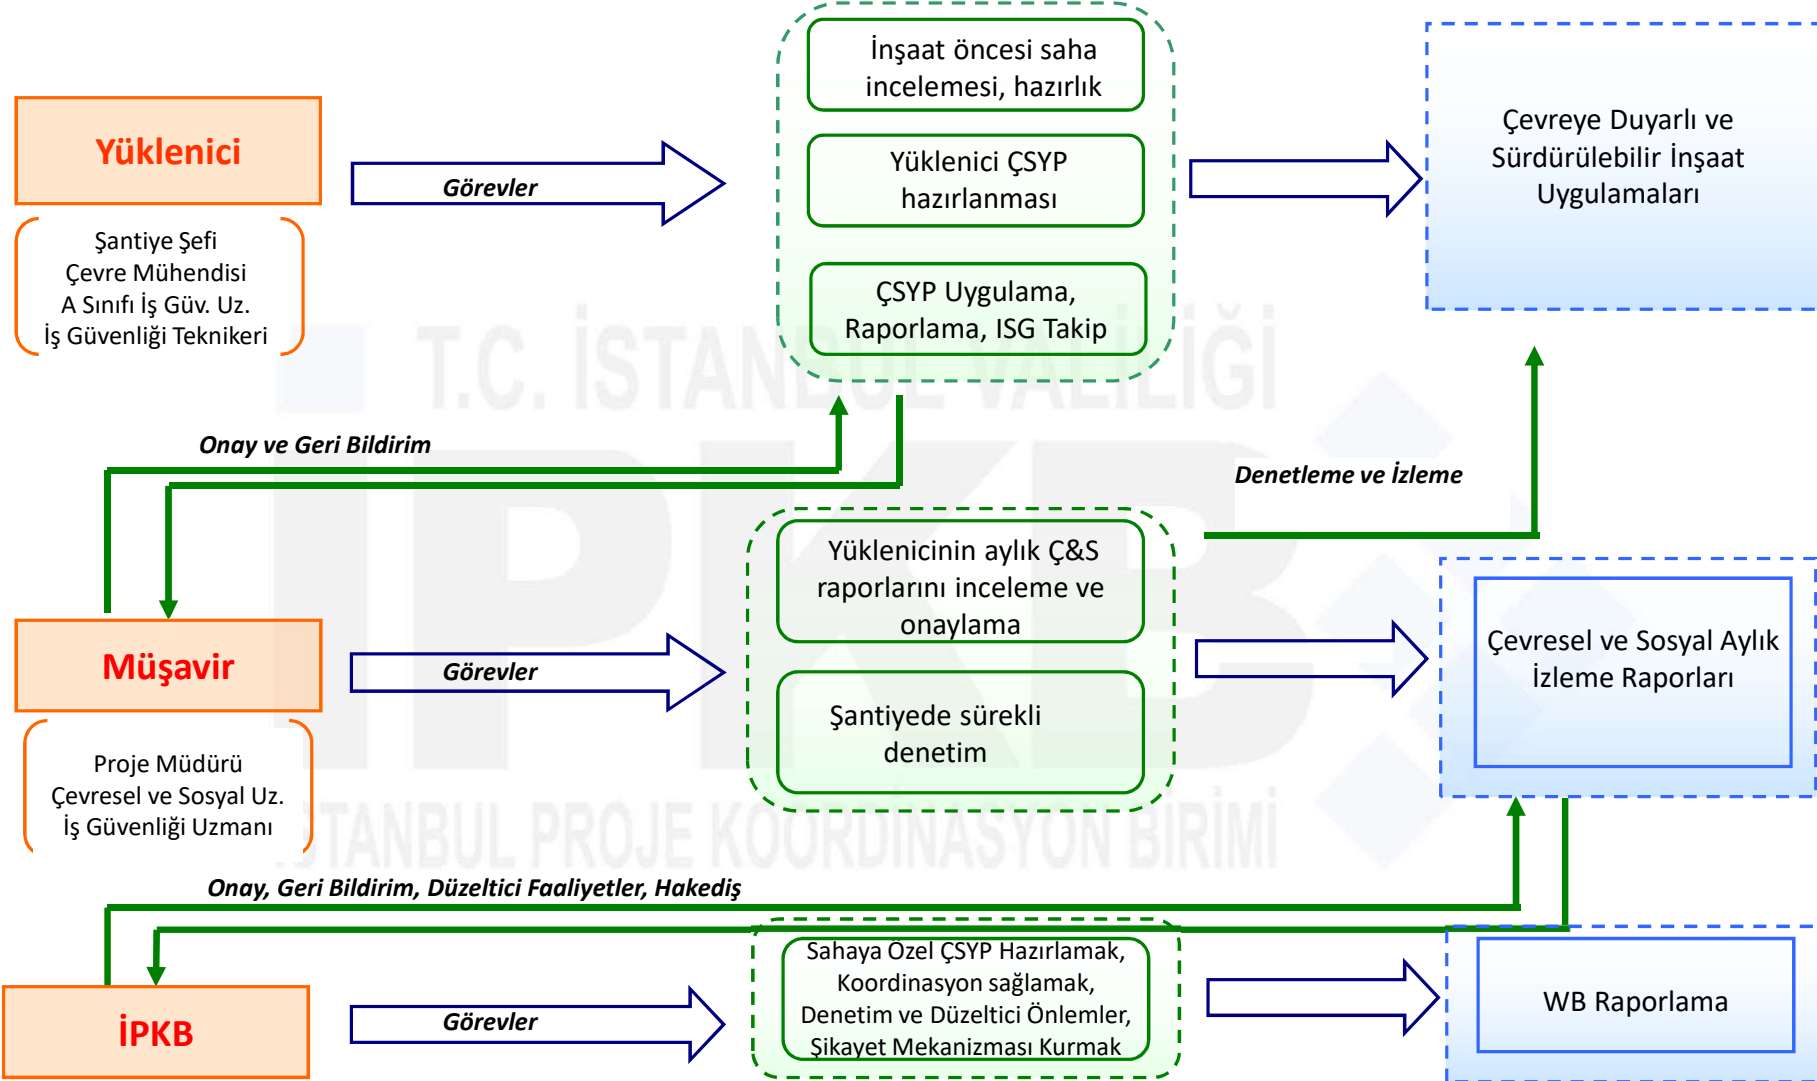 Yüklenici
Şantiye Şefi
Çevre Mühendisi
A Sınıfı İş Güv. Uz.
İş Güvenliği Teknikeri
Görevler
İnşaat öncesi saha
incelemesi, hazırlık
Yüklenici ÇSYP
hazırlanması
ÇSYP Uygulama,
Raporlama, ISG Takip
Çevreye Duyarlı ve
Sürdürülebilir İnşaat
Uygulamaları
T.C. İSTANBUL VALİLİĞİ
Onay ve Geri Bildirim
Denetleme ve İzleme
İPKB
Müşavir
Proje Müdürü
Çevresel ve Sosyal Uz.
İş Güvenliği Uzmanı
Görevler
Yüklenicinin aylık Ç&S
raporlarını inceleme ve
onaylama
Şantiyede sürekli
denetim
Çevresel ve Sosyal Aylık
İzleme Raporları
İSTANBUL PROJE KOORDİNASYON BİRİMİ
Onay, Geri Bildirim, Düzeltici Faaliyetler, Hakediş
İPKB
Görevler
Sahaya Özel ÇSYP Hazırlamak,
Koordinasyon sağlamak,
Denetim ve Düzeltici Önlemler,
Şikayet Mekanizması Kurmak
WB Raporlama